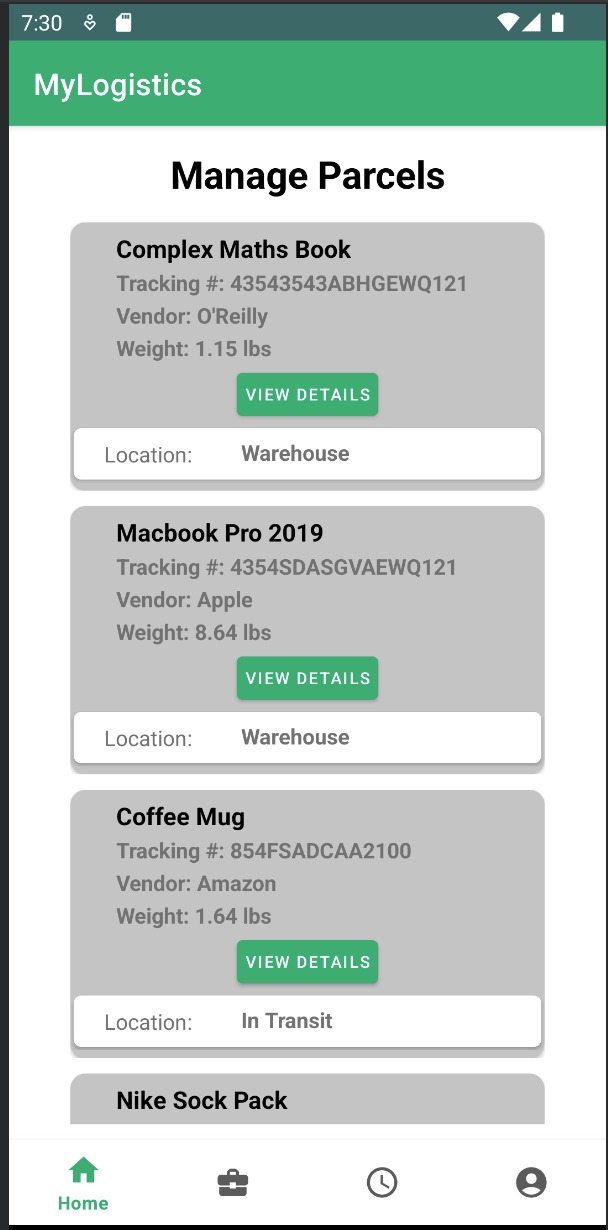 7:30
MyLogistics
Manage Parcels
Complex Maths Book
Tracking #: 43543543ABHGEWQ121
Vendor: O'Reilly
Weight: 1.15 lbs
VIEW DETAILS
Location: Warehouse
Macbook Pro 2019
Tracking #: 4354SDASGVAEWQ121
Vendor: Apple
Weight: 8.64 lbs
VIEW DETAILS
Location: Warehouse
Coffee Mug
Tracking #: 854FSADCAA2100
Vendor: Amazon
Weight: 1.64 lbs
VIEW DETAILS
Location: In Transit
Nike Sock Pack
Home